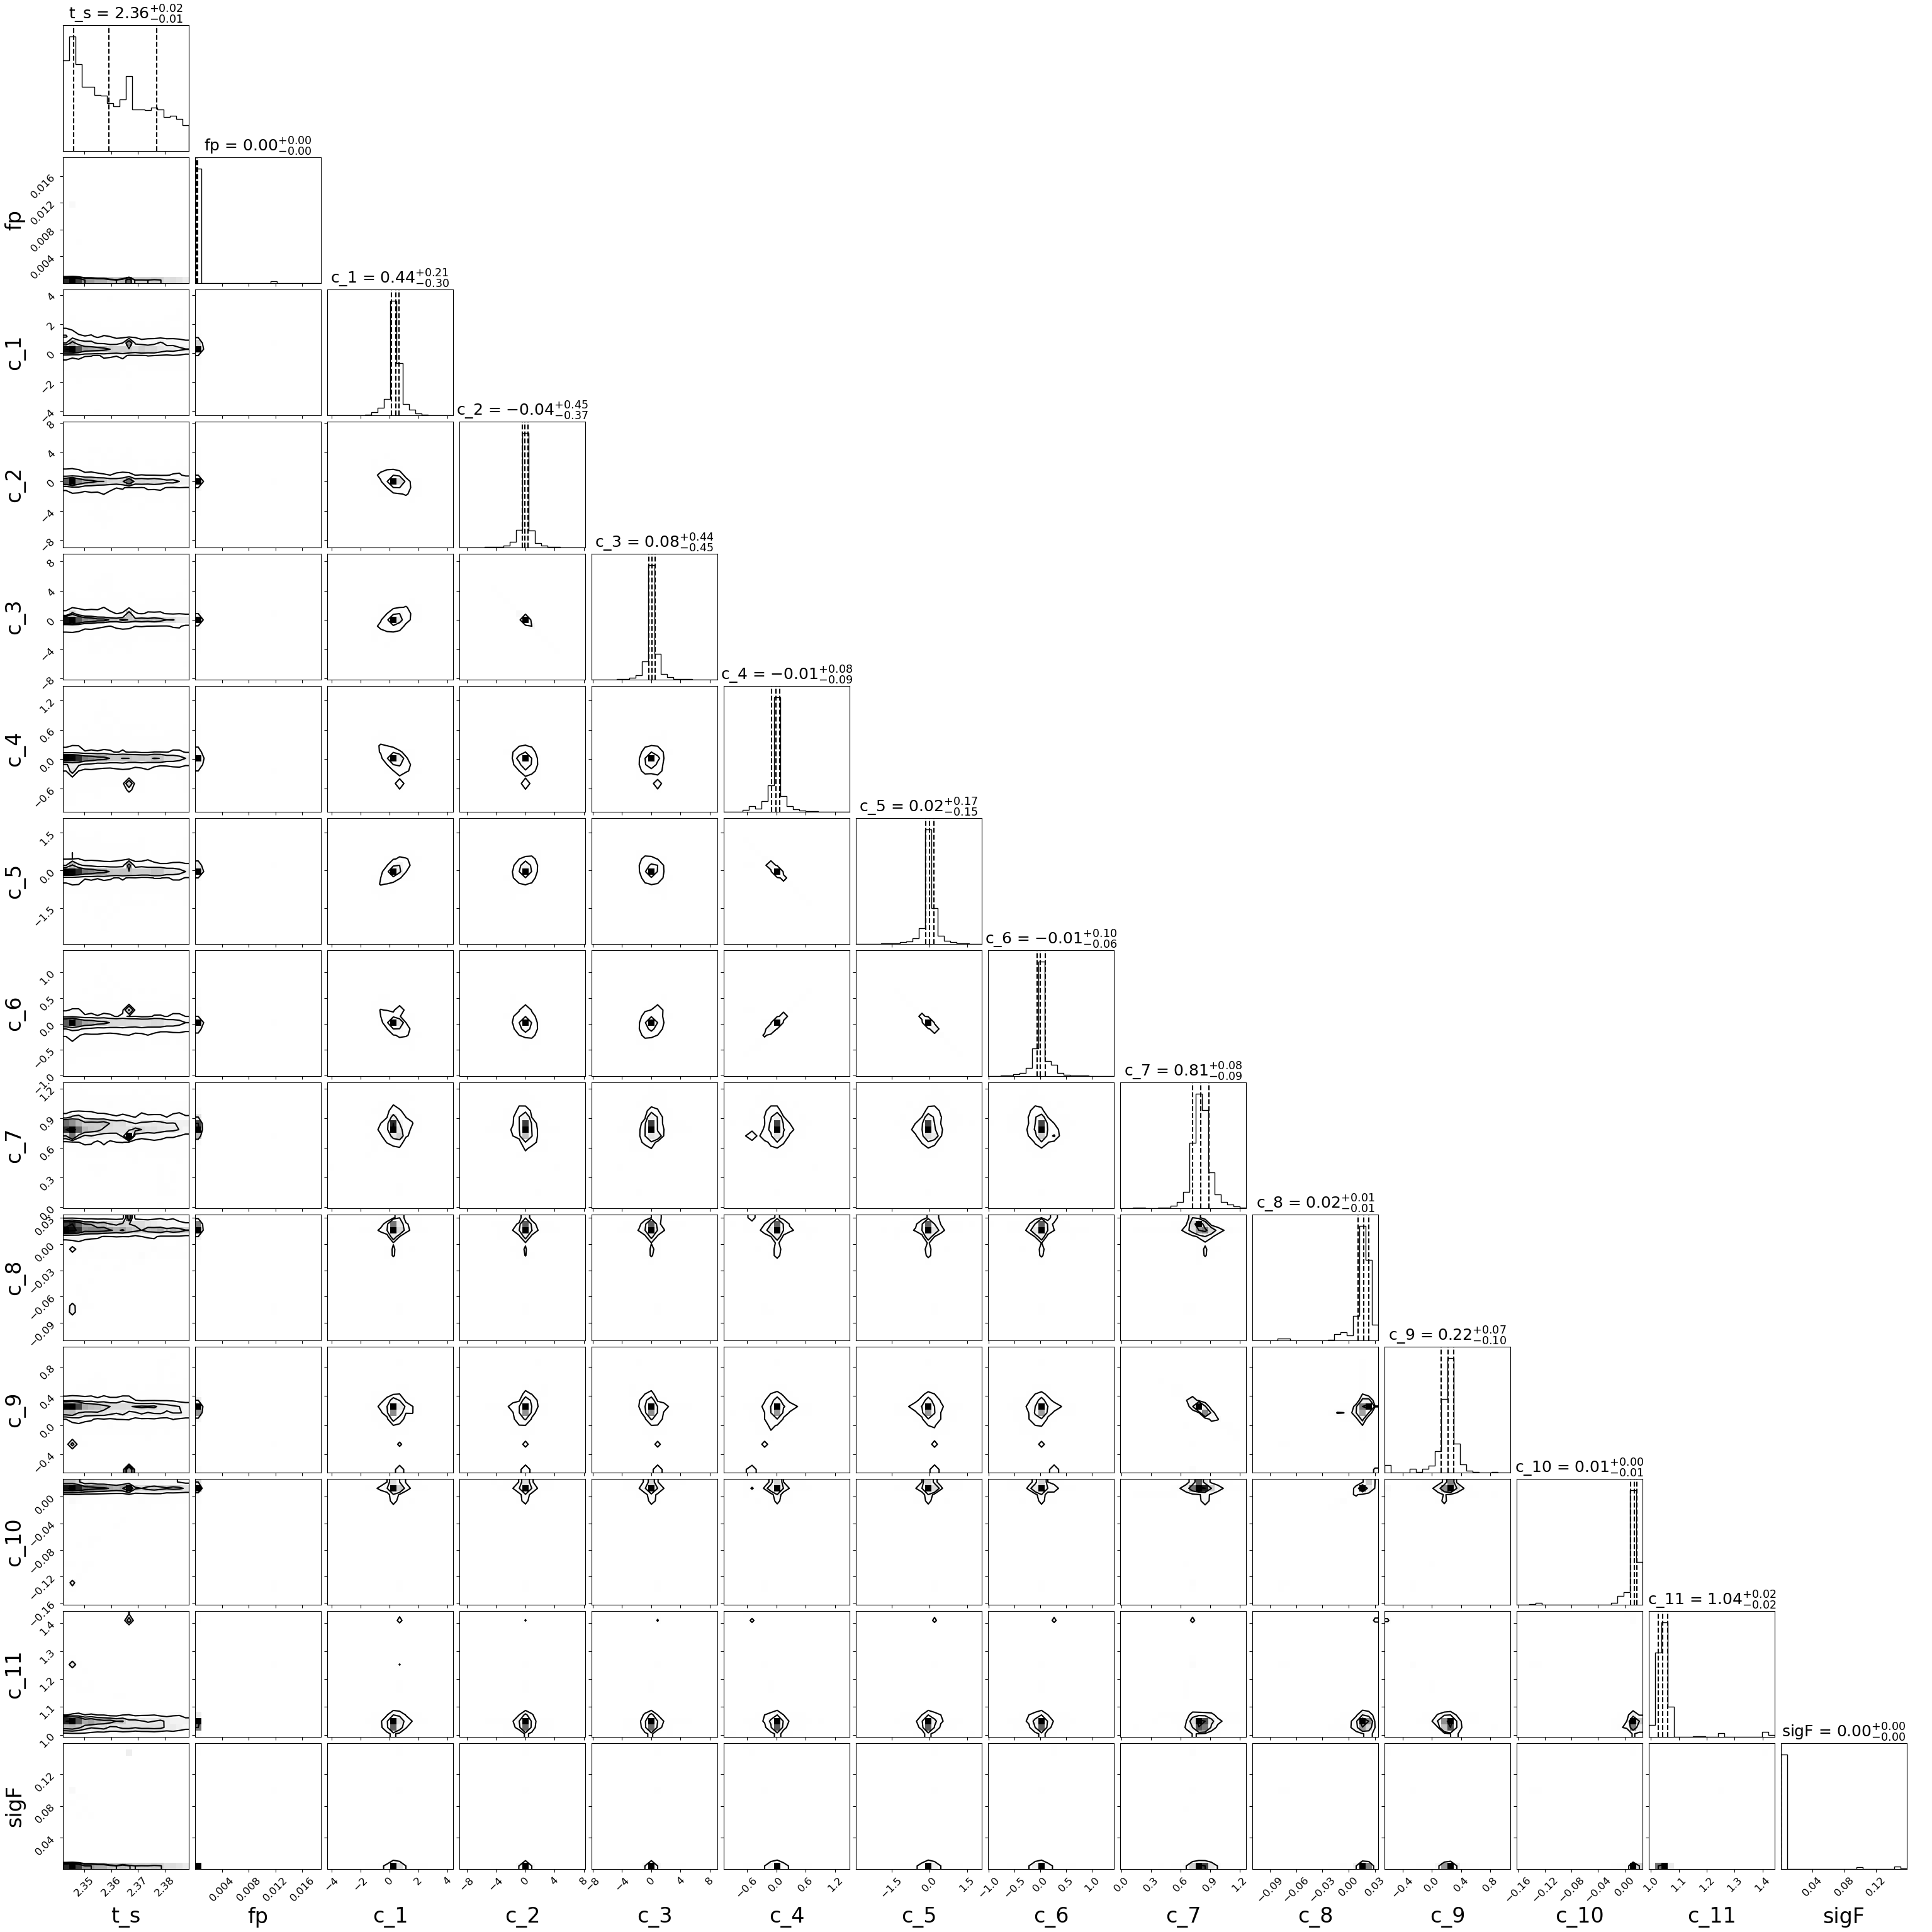 t_s = 2.36+0.02 −0.01
fp = 0.00+0.00 −0.00
fp
0.016
0.012
0.008
0.004
c_1 = 0.44+0.21 −0.30
c_1
4
2
0
−2
−4
c_2 = −0.04+0.45 −0.37
c_2
8
4
0
−4
−8
c_3 = 0.08+0.44 −0.45
c_3
8
4
0
−4
−8
c_4 = −0.01+0.08 −0.09
c_4
1.2
0.6
0.0
−0.6
c_5 = 0.02+0.17 −0.15
c_5
1.5
0.0
−1.5
c_6 = −0.01+0.10 −0.06
c_6
1.0
0.5
0.0
−0.5
−1.0
c_7 = 0.81+0.08 −0.09
c_7
1.2
0.9
0.6
0.3
0.0
c_8 = 0.02+0.01 −0.01
c_8
0.03
0.00
−0.03
−0.06
−0.09
c_9 = 0.22+0.07 −0.10
c_9
0.8
0.4
0.0
−0.4
c_10 = 0.01+0.00 −0.01
c_10
0.00
−0.04
−0.08
−0.12
−0.16
c_11 = 1.04+0.02 −0.02
c_11
1.4
1.3
1.2
1.1
1.0
sigF = 0.00+0.00 −0.00
sigF
0.12
0.08
0.04
2.35 2.36 2.37 2.38
0.004 0.008 0.012 0.016
−4 −2 0 2 4
−8 −4 0 4 8
−8 −4 0 4 8
−0.6 0.0 0.6 1.2
−1.5 0.0 1.5
−1.0 −0.5 0.0 0.5 1.0
0.0 0.3 0.6 0.9 1.2
−0.09 −0.06 −0.03 0.00 0.03
−0.4 0.0 0.4 0.8
−0.16 −0.12 −0.08 −0.04 0.00
1.0 1.1 1.2 1.3 1.4
0.04 0.08 0.12
t_s fp c_1 c_2 c_3 c_4 c_5 c_6 c_7 c_8 c_9 c_10 c_11 sigF